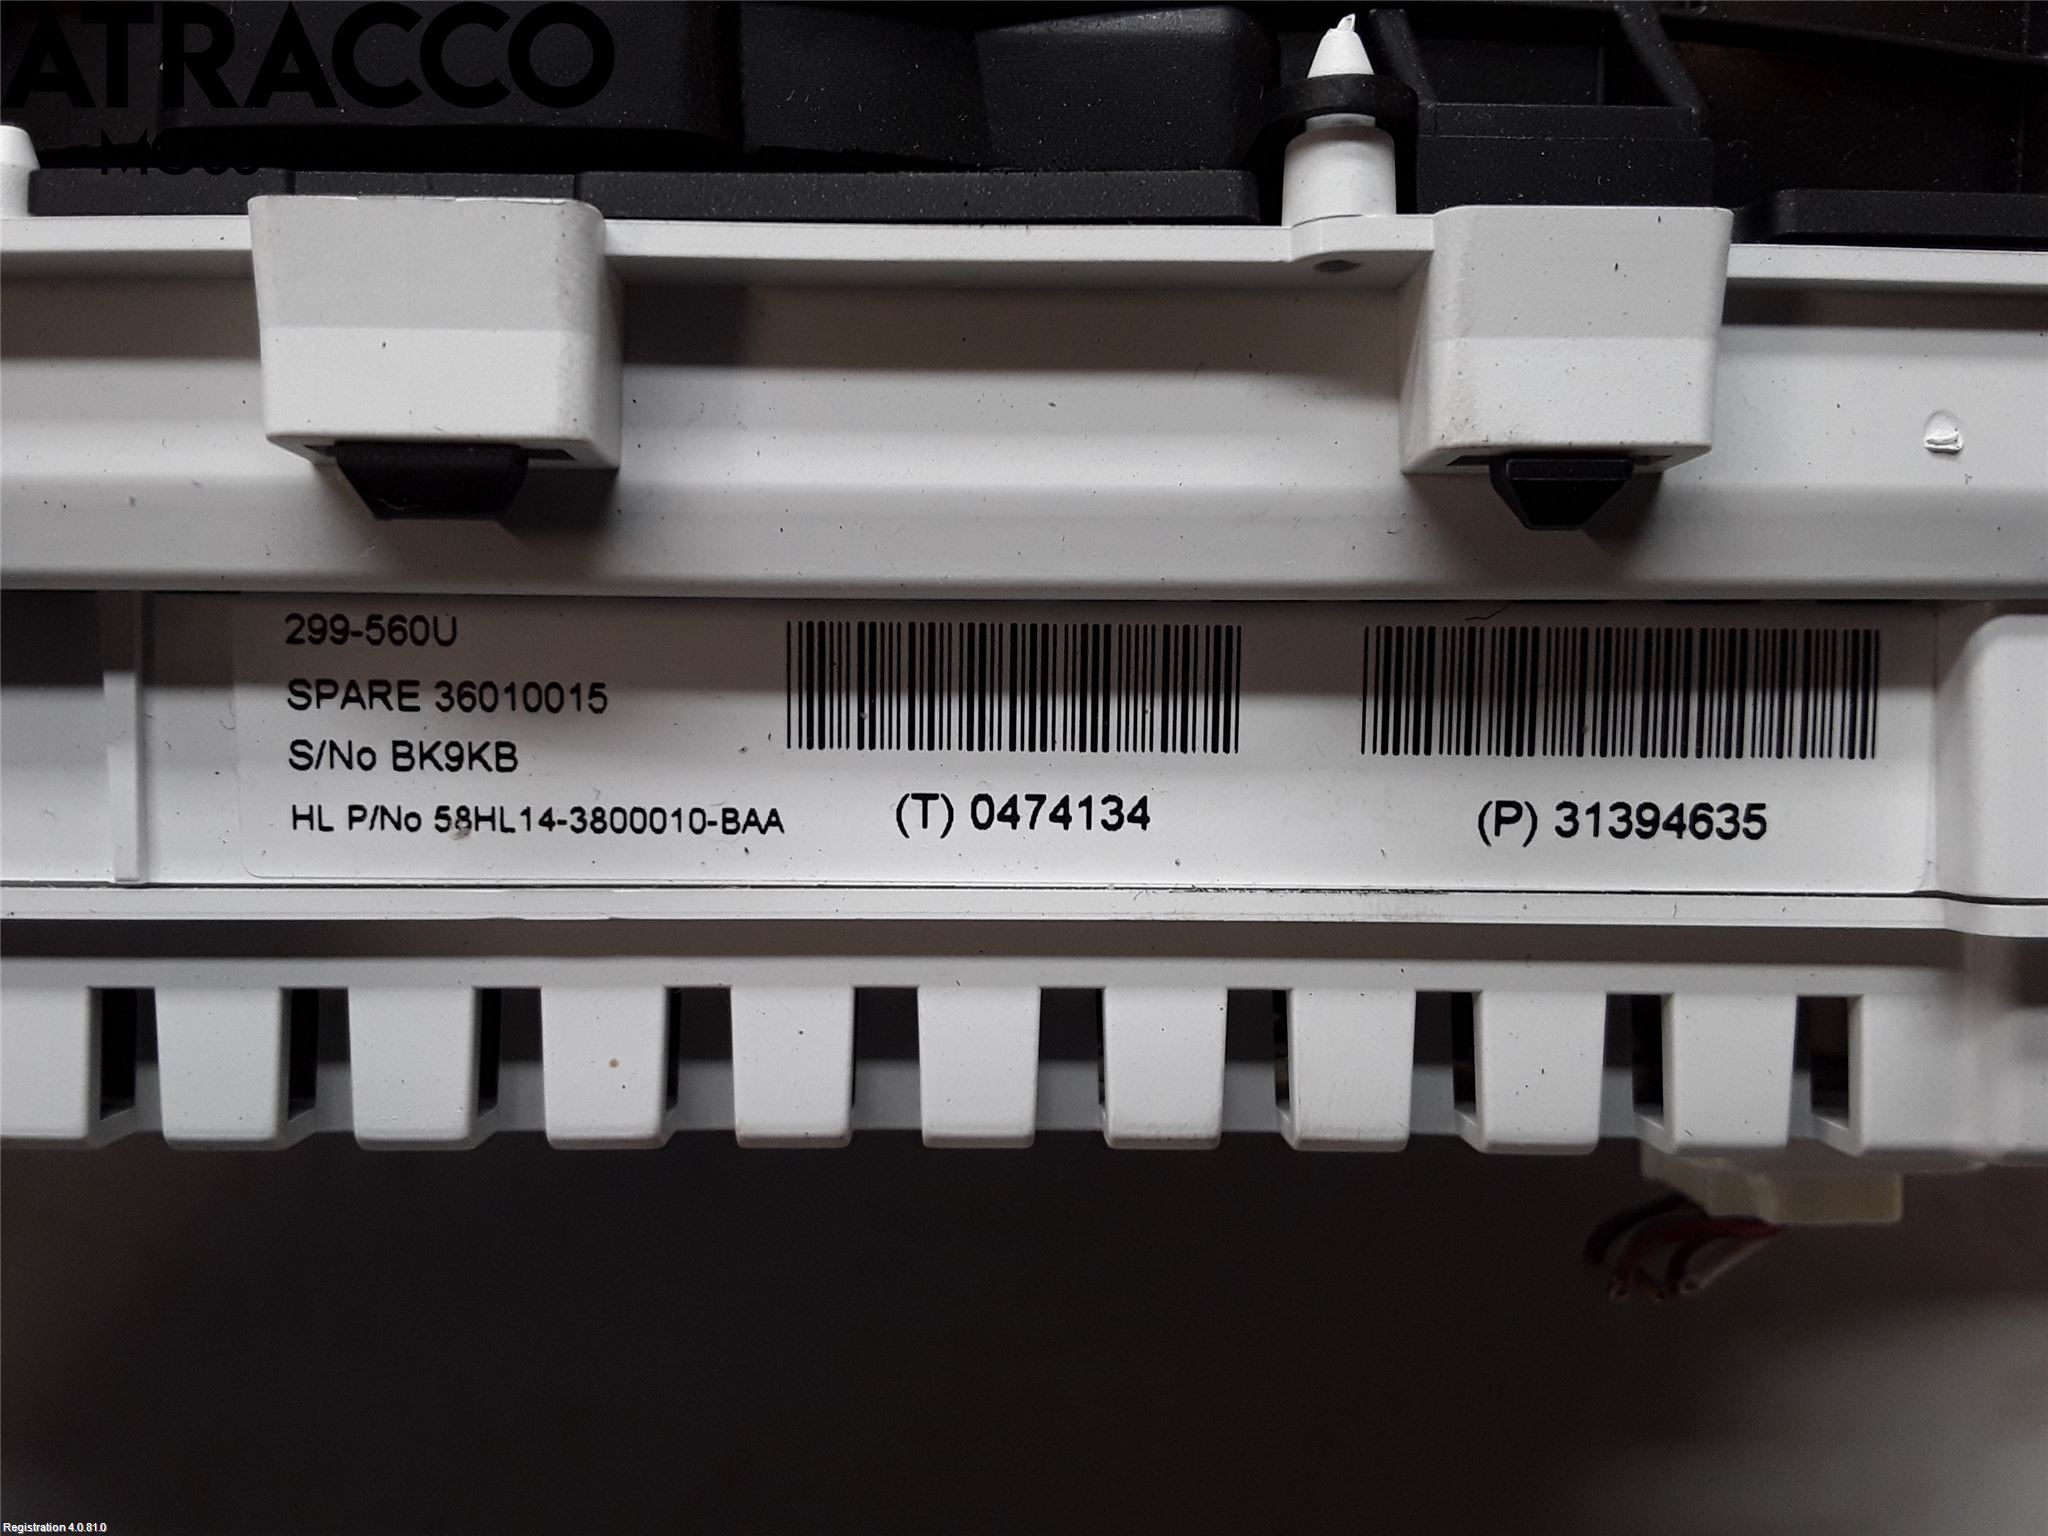 ATRACCO
MOSS
299-560U
SPARE 36010015
S/No BK9KB
HL P/No 58HL14-3800010-BAA
(T) 0474134
(P) 31394635
Registration 4.0.81.0